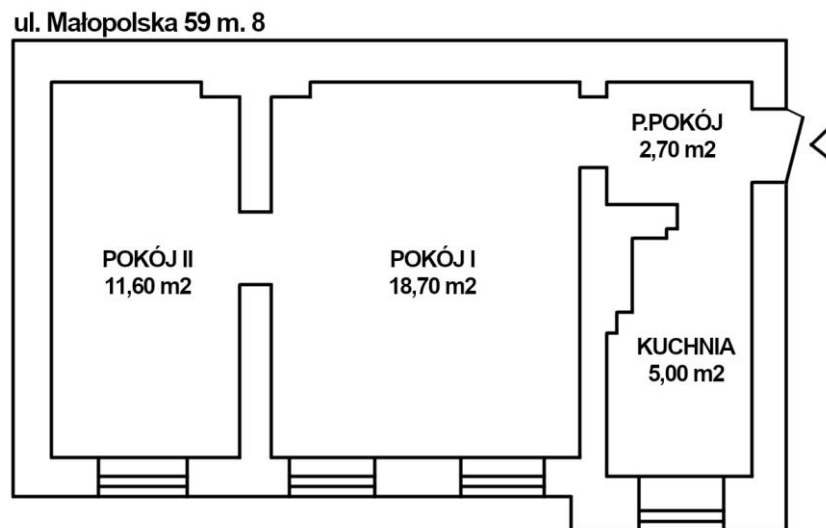 ul. Małopolska 59 m. 8
P.POKÓJ
2,70 m2
POKÓJ II
11,60 m2
POKÓJ I
18,70 m2
KUCHNIA
5,00 m2